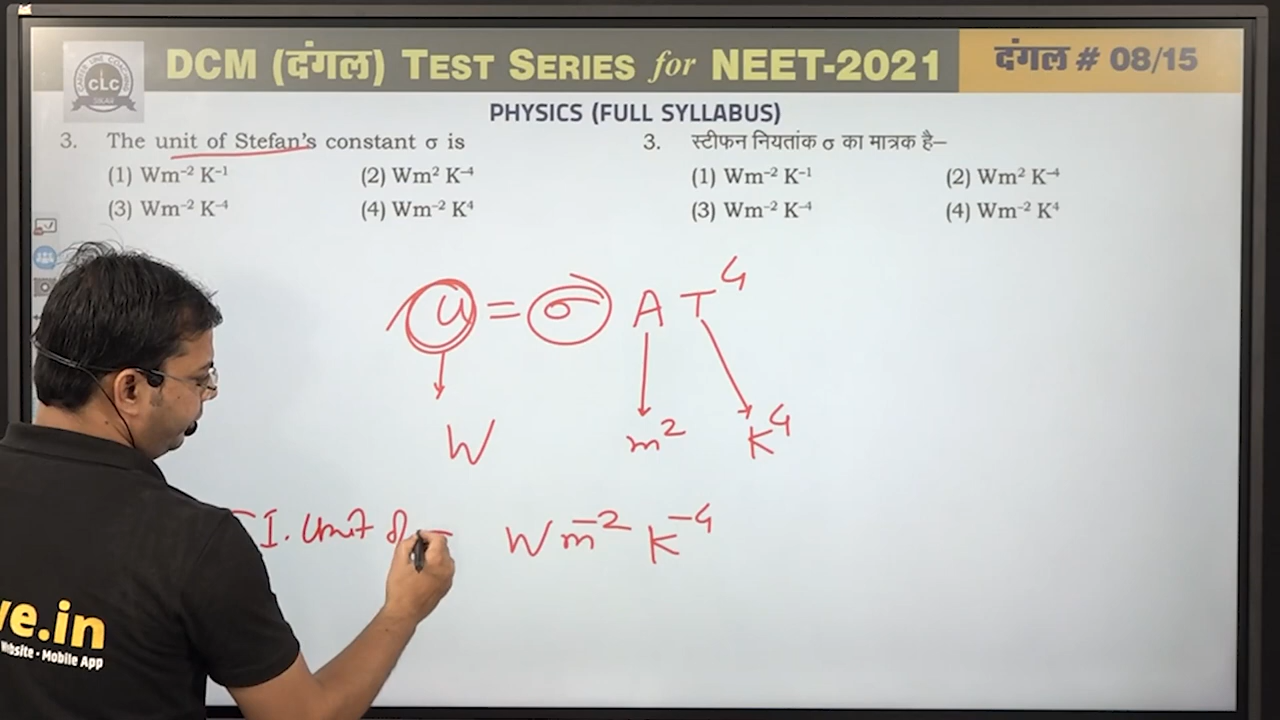 DCM (दंगल) TEST SERIES for NEET-2021
दंगल # 08/15
CLC
SIKAR
PHYSICS (FULL SYLLABUS)
3. The unit of Stefan's constant σ is
(1) Wm⁻² K⁻¹ (2) Wm² K⁻⁴
(3) Wm⁻² K⁻⁴ (4) Wm⁻² K⁴
3. स्टीफन नियतांक σ का मात्रक है–
(1) Wm⁻² K⁻¹ (2) Wm² K⁻⁴
(3) Wm⁻² K⁻⁴ (4) Wm⁻² K⁴
u = σ A T⁴
W m² K⁴
I. Unit of Wm⁻² K⁻⁴
ve.in
Website • Mobile App